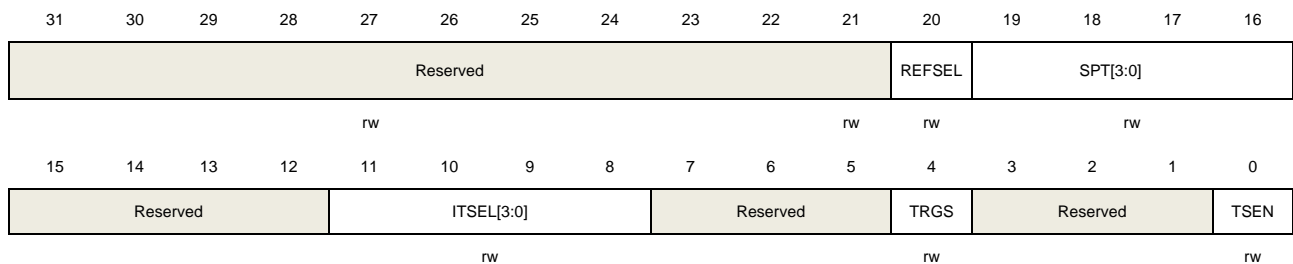 31 30 29 28 27 26 25 24 23 22 21 20 19 18 17 16
Reserved REFSEL SPT[3:0]
rw rw rw rw
15 14 13 12 11 10 9 8 7 6 5 4 3 2 1 0
Reserved ITSEL[3:0] Reserved TRGS Reserved TSEN
rw rw rw